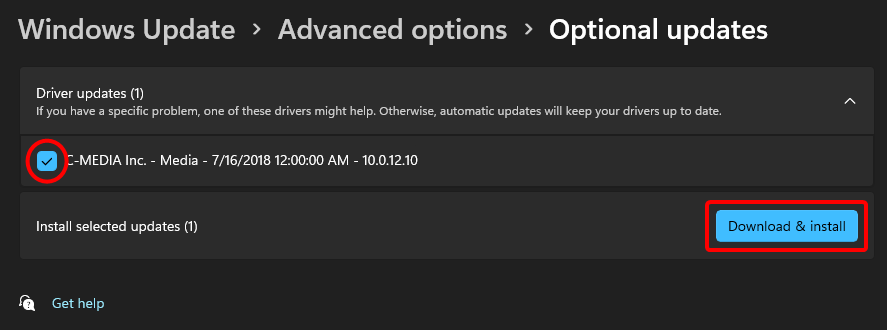 Windows Update > Advanced options > Optional updates
Driver updates (1)
If you have a specific problem, one of these drivers might help. Otherwise, automatic updates will keep your drivers up to date.
C-MEDIA Inc. - Media - 7/16/2018 12:00:00 AM - 10.0.12.10
Install selected updates (1)
Download & install
Get help